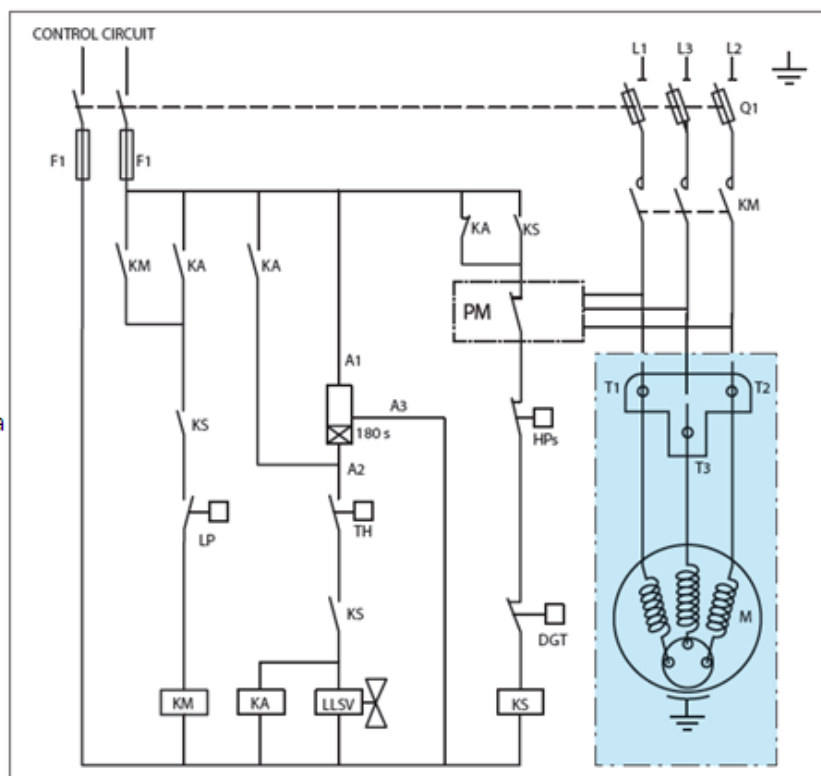 CONTROL CIRCUIT
L1 L3 L2
Q1
F1 F1
KA KS
KM
KM KA KA
PM
A1
T1 T2
A3
a
KS 180 s HPs
A2
T3
LP TH
KS M
DGT
KM KA LLSV KS